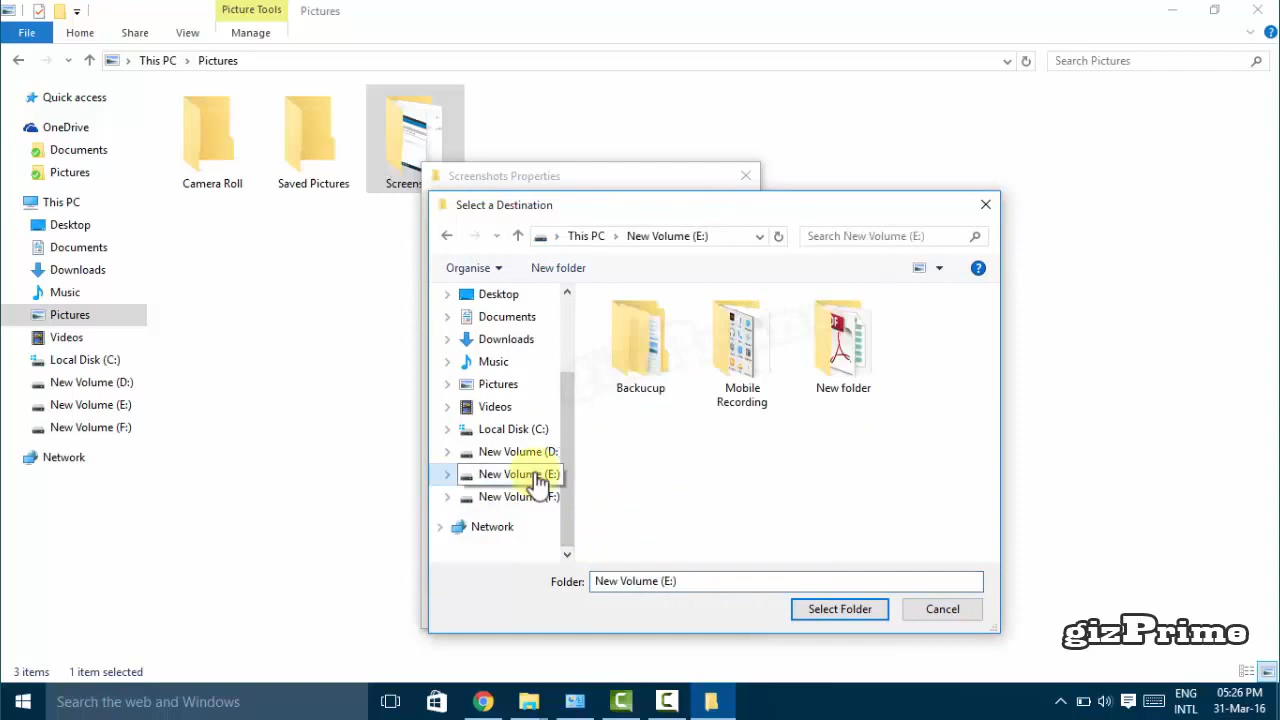 Picture Tools
Pictures
File
Home
Share
View
Manage
This PC
Pictures
Search Pictures
Quick access
OneDrive
Documents
Pictures
This PC
Desktop
Documents
Downloads
Music
Pictures
Videos
Local Disk (C:)
New Volume (D:)
New Volume (E:)
New Volume (F:)
Network
Camera Roll
Saved Pictures
Screenshots Properties
Select a Destination
This PC
New Volume (E:)
Search New Volume (E:)
Organise
New folder
Desktop
Documents
Downloads
Music
Pictures
Videos
Local Disk (C:)
New Volume (D:
New Volume (E:)
New Volume (F:)
Network
Backucup
Mobile
Recording
New folder
Folder:
New Volume (E:)
Select Folder
Cancel
gizPrime
3 items
1 item selected
Search the web and Windows
ENG
INTL
05:26 PM
31-Mar-16